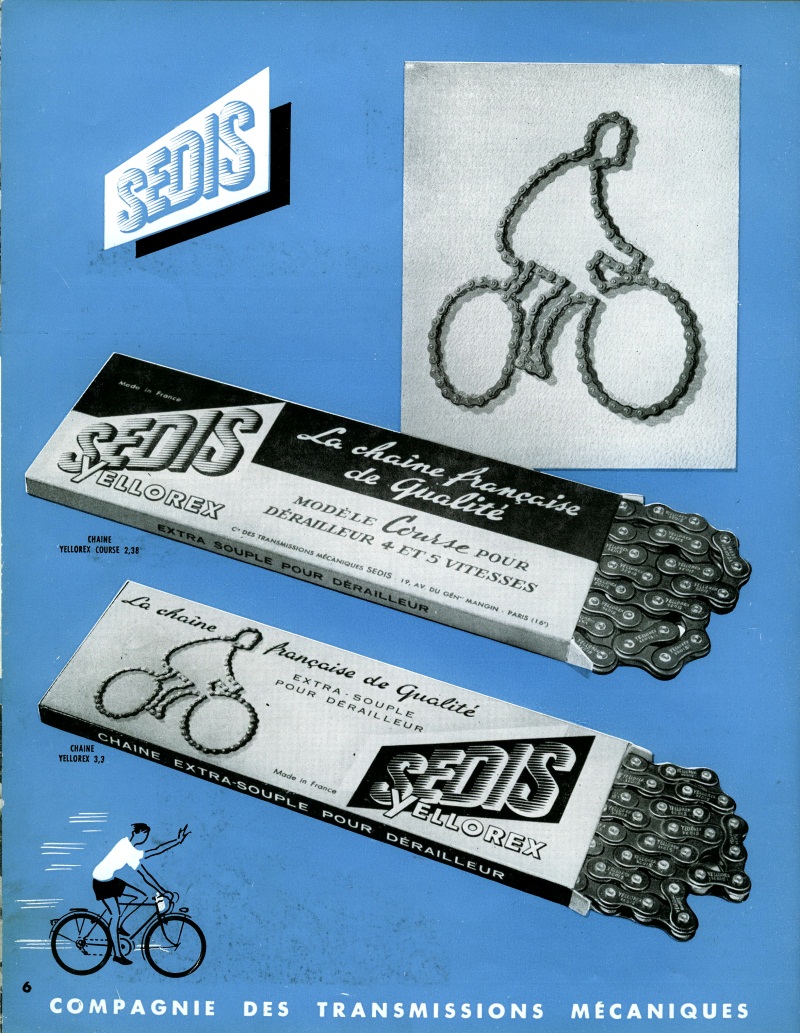 SEDIS
Made in France
SEDIS
YELLOREX
La chaîne française
de Qualité
MODÈLE Course POUR
DÉRAILLEUR 4 ET 5 VITESSES
Cie DES TRANSMISSIONS MÉCANIQUES SEDIS . 19, AV. DU GÉNéral MANGIN . PARIS (16e)
EXTRA SOUPLE POUR DÉRAILLEUR
CHAINE
YELLOREX COURSE 2,38
La chaîne française de Qualité
EXTRA-SOUPLE
POUR DÉRAILLEUR
Made in France
SEDIS
YELLOREX
CHAINE EXTRA-SOUPLE POUR DÉRAILLEUR
CHAINE
YELLOREX 3,3
6
COMPAGNIE DES TRANSMISSIONS MÉCANIQUES